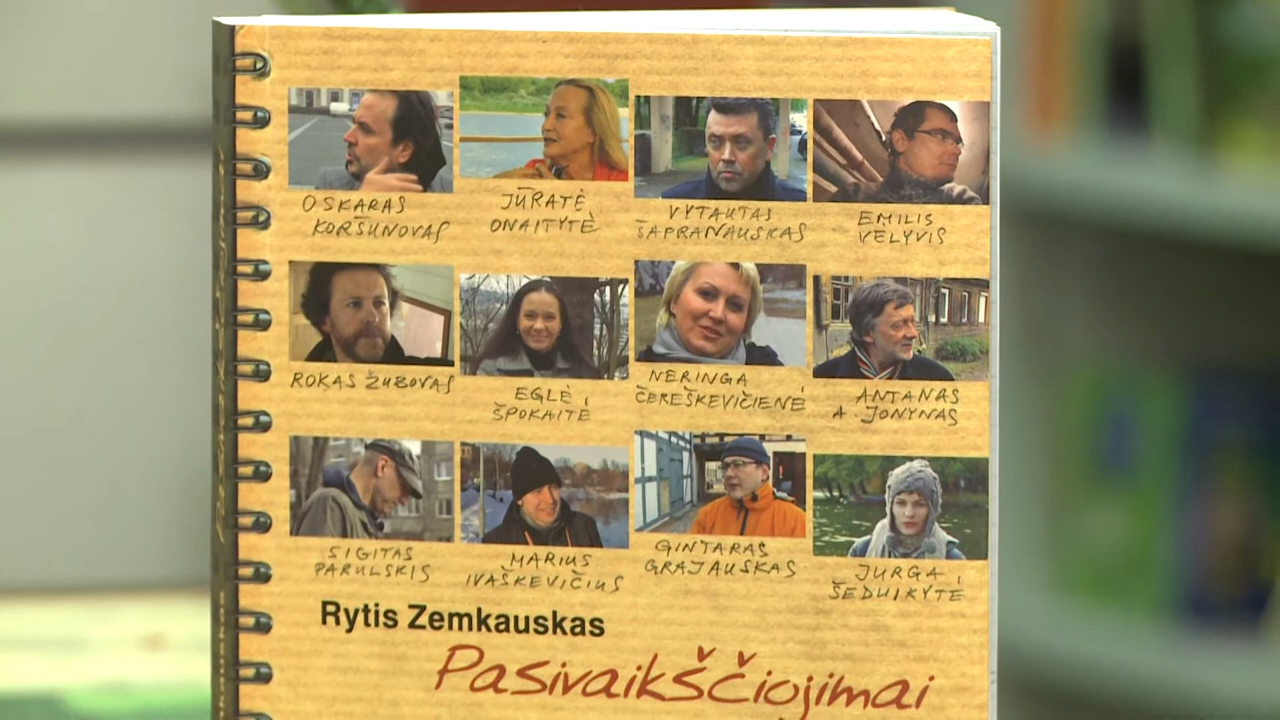 OSKARAS
KORŠUNOVAS
JŪRATĖ
ONAITYTĖ
VYTAUTAS
ŠAPRANAUSKAS
EMILIS
VĖLYVIS
ROKAS ŽUBOVAS
EGLĖ
ŠPOKAITĖ
NERINGA
ČEREŠKEVIČIENĖ
ANTANAS
A. JONYNAS
SIGITAS
PARULSKIS
MARIUS
IVAŠKEVIČIUS
GINTARAS
GRAJAUSKAS
JURGA
ŠEDUIKYTĖ
Rytis Zemkauskas
Pasivaikščiojimai